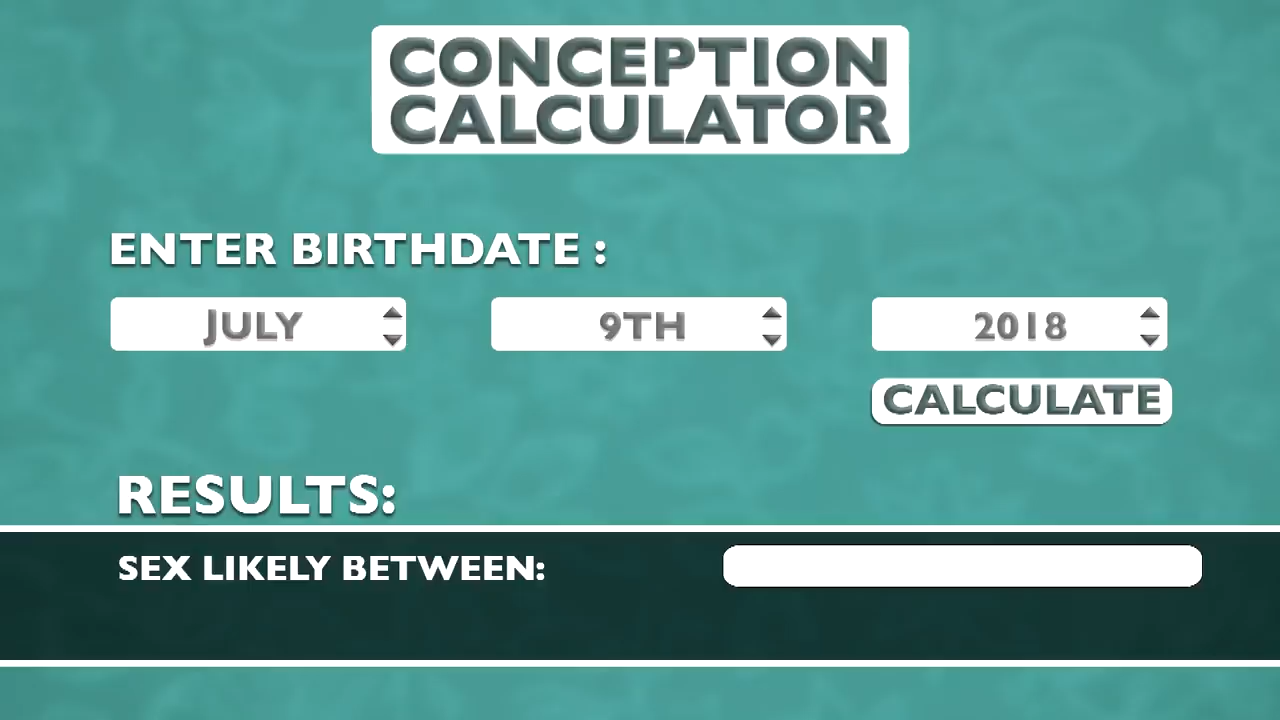 CONCEPTION
CALCULATOR
ENTER BIRTHDATE :
JULY 9TH 2018
CALCULATE
RESULTS:
SEX LIKELY BETWEEN: